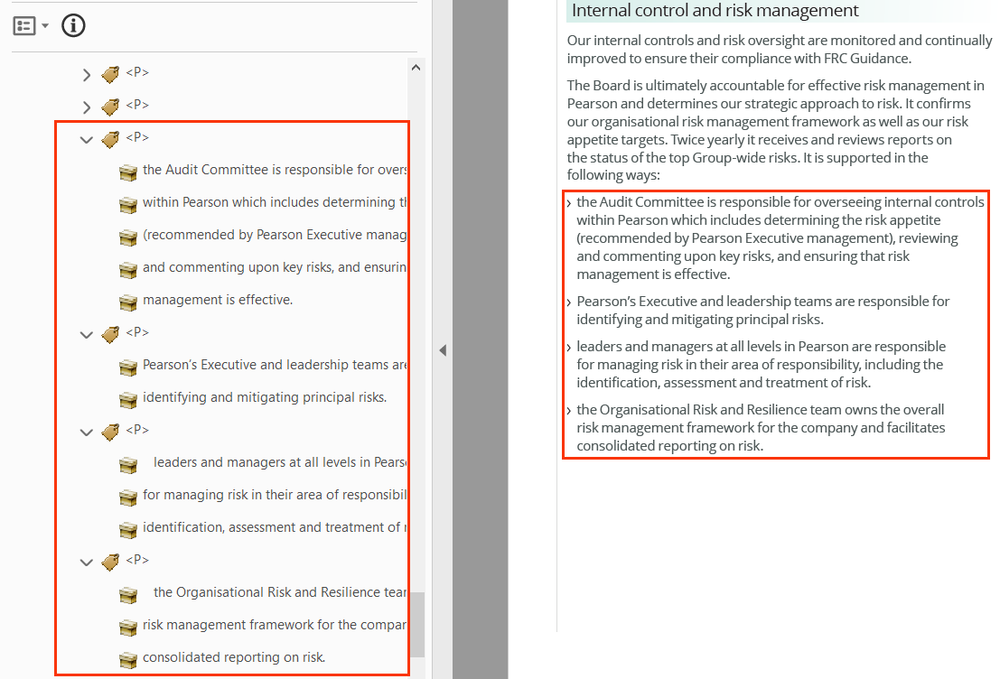 <P>
<P>
<P>
the Audit Committee is responsible for overs
within Pearson which includes determining th
(recommended by Pearson Executive manag
and commenting upon key risks, and ensurin
management is effective.
<P>
Pearson’s Executive and leadership teams are
identifying and mitigating principal risks.
<P>
leaders and managers at all levels in Pearso
for managing risk in their area of responsibil
identification, assessment and treatment of r
<P>
the Organisational Risk and Resilience tear
risk management framework for the compar
consolidated reporting on risk.
Internal control and risk management
Our internal controls and risk oversight are monitored and continually
improved to ensure their compliance with FRC Guidance.
The Board is ultimately accountable for effective risk management in
Pearson and determines our strategic approach to risk. It confirms
our organisational risk management framework as well as our risk
appetite targets. Twice yearly it receives and reviews reports on
the status of the top Group-wide risks. It is supported in the
following ways:
› the Audit Committee is responsible for overseeing internal controls
within Pearson which includes determining the risk appetite
(recommended by Pearson Executive management), reviewing
and commenting upon key risks, and ensuring that risk
management is effective.
› Pearson’s Executive and leadership teams are responsible for
identifying and mitigating principal risks.
› leaders and managers at all levels in Pearson are responsible
for managing risk in their area of responsibility, including the
identification, assessment and treatment of risk.
› the Organisational Risk and Resilience team owns the overall
risk management framework for the company and facilitates
consolidated reporting on risk.